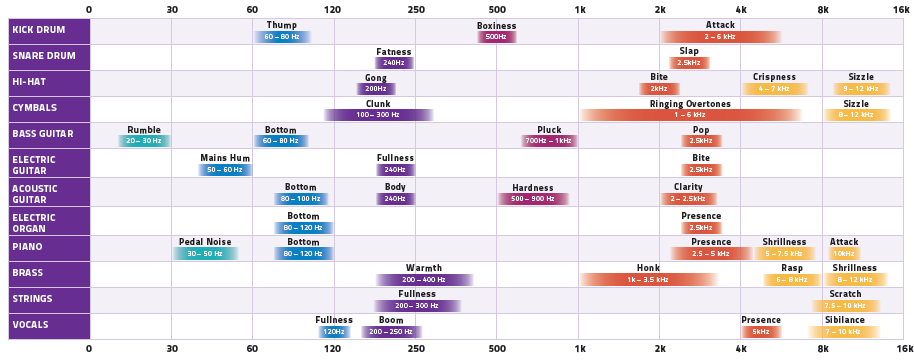 0 30 60 120 250 500 1k 2k 4k 8k 16k
KICK DRUM
Thump
60 – 80 Hz
Boxiness
500Hz
Attack
2 – 6 kHz
SNARE DRUM
Fatness
240Hz
Slap
2.5kHz
HI-HAT
Gong
200Hz
Bite
2kHz
Crispness
4 – 7 kHz
Sizzle
9 – 12 kHz
CYMBALS
Clunk
100 – 300 Hz
Ringing Overtones
1 – 6 kHz
Sizzle
8 – 12 kHz
BASS GUITAR
Rumble
20 – 30 Hz
Bottom
60 – 80 Hz
Pluck
700Hz – 1kHz
Pop
2.5kHz
ELECTRIC
GUITAR
Mains Hum
50 – 60 Hz
Fullness
240Hz
Bite
2.5kHz
ACOUSTIC
GUITAR
Bottom
80 – 100 Hz
Body
240Hz
Hardness
500 – 900 Hz
Clarity
2 – 2.5kHz
ELECTRIC
ORGAN
Bottom
80 – 120 Hz
Presence
2.5kHz
PIANO
Pedal Noise
30 – 50 Hz
Bottom
80 – 120 Hz
Presence
2.5 – 5 kHz
Shrillness
5 – 7.5 kHz
Attack
10kHz
BRASS
Warmth
200 – 400 Hz
Honk
1k – 3.5 kHz
Rasp
6 – 8 kHz
Shrillness
8 – 12 kHz
STRINGS
Fullness
200 – 300 Hz
Scratch
7.5 – 10 kHz
VOCALS
Fullness
120Hz
Boom
200 – 250 Hz
Presence
5kHz
Sibilance
7 – 10 kHz
0 30 60 120 250 500 1k 2k 4k 8k 16k